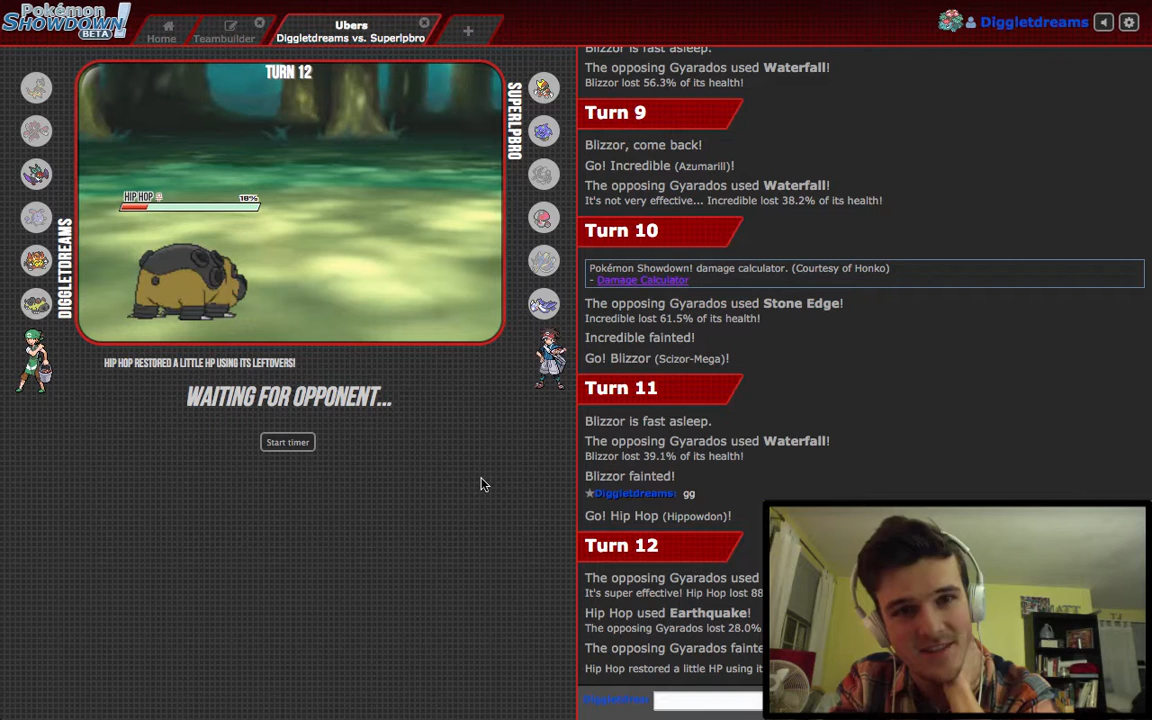 Pokémon
SHOWDOWN!
BETA
Home
Teambuilder
Ubers
Diggletdreams vs. Superlpbro
Diggletdreams
TURN 12
DIGGLETDREAMS
SUPERLPBRO
HIP HOP
18%
HIP HOP RESTORED A LITTLE HP USING ITS LEFTOVERS!
WAITING FOR OPPONENT...
Start timer
Blizzor is fast asleep.
The opposing Gyarados used Waterfall!
Blizzor lost 56.3% of its health!
Turn 9
Blizzor, come back!
Go! Incredible (Azumarill)!
The opposing Gyarados used Waterfall!
It's not very effective... Incredible lost 38.2% of its health!
Turn 10
Pokémon Showdown! damage calculator. (Courtesy of Honko)
- Damage Calculator
The opposing Gyarados used Stone Edge!
Incredible lost 61.5% of its health!
Incredible fainted!
Go! Blizzor (Scizor-Mega)!
Turn 11
Blizzor is fast asleep.
The opposing Gyarados used Waterfall!
Blizzor lost 39.1% of its health!
Blizzor fainted!
★Diggletdreams: gg
Go! Hip Hop (Hippowdon)!
Turn 12
The opposing Gyarados used
It's super effective! Hip Hop lost 88
Hip Hop used Earthquake!
The opposing Gyarados lost 28.0%
The opposing Gyarados fainte
Hip Hop restored a little HP using it